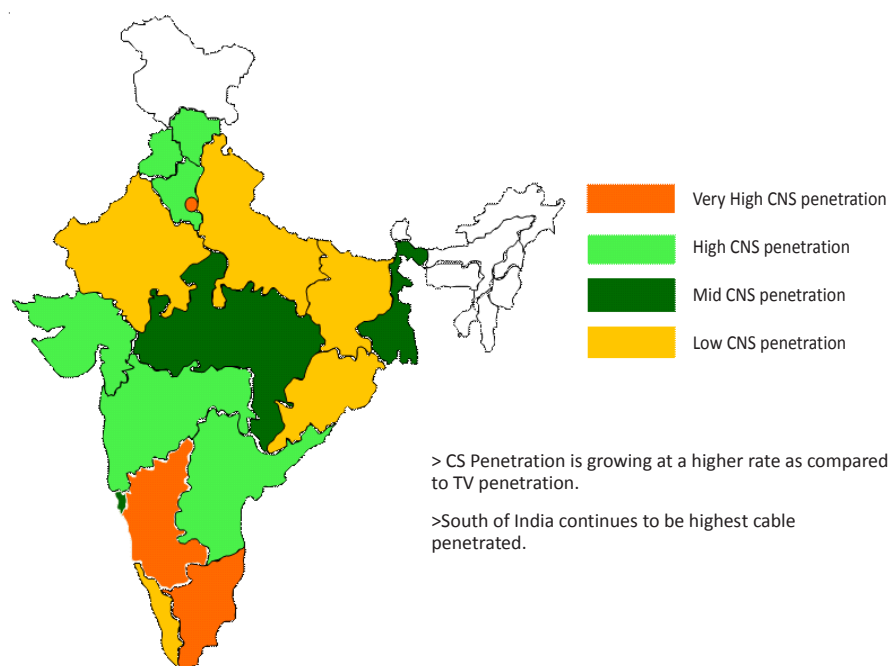 Very High CNS penetration
High CNS penetration
Mid CNS penetration
Low CNS penetration
> CS Penetration is growing at a higher rate as compared
to TV penetration.
>South of India continues to be highest cable
penetrated.